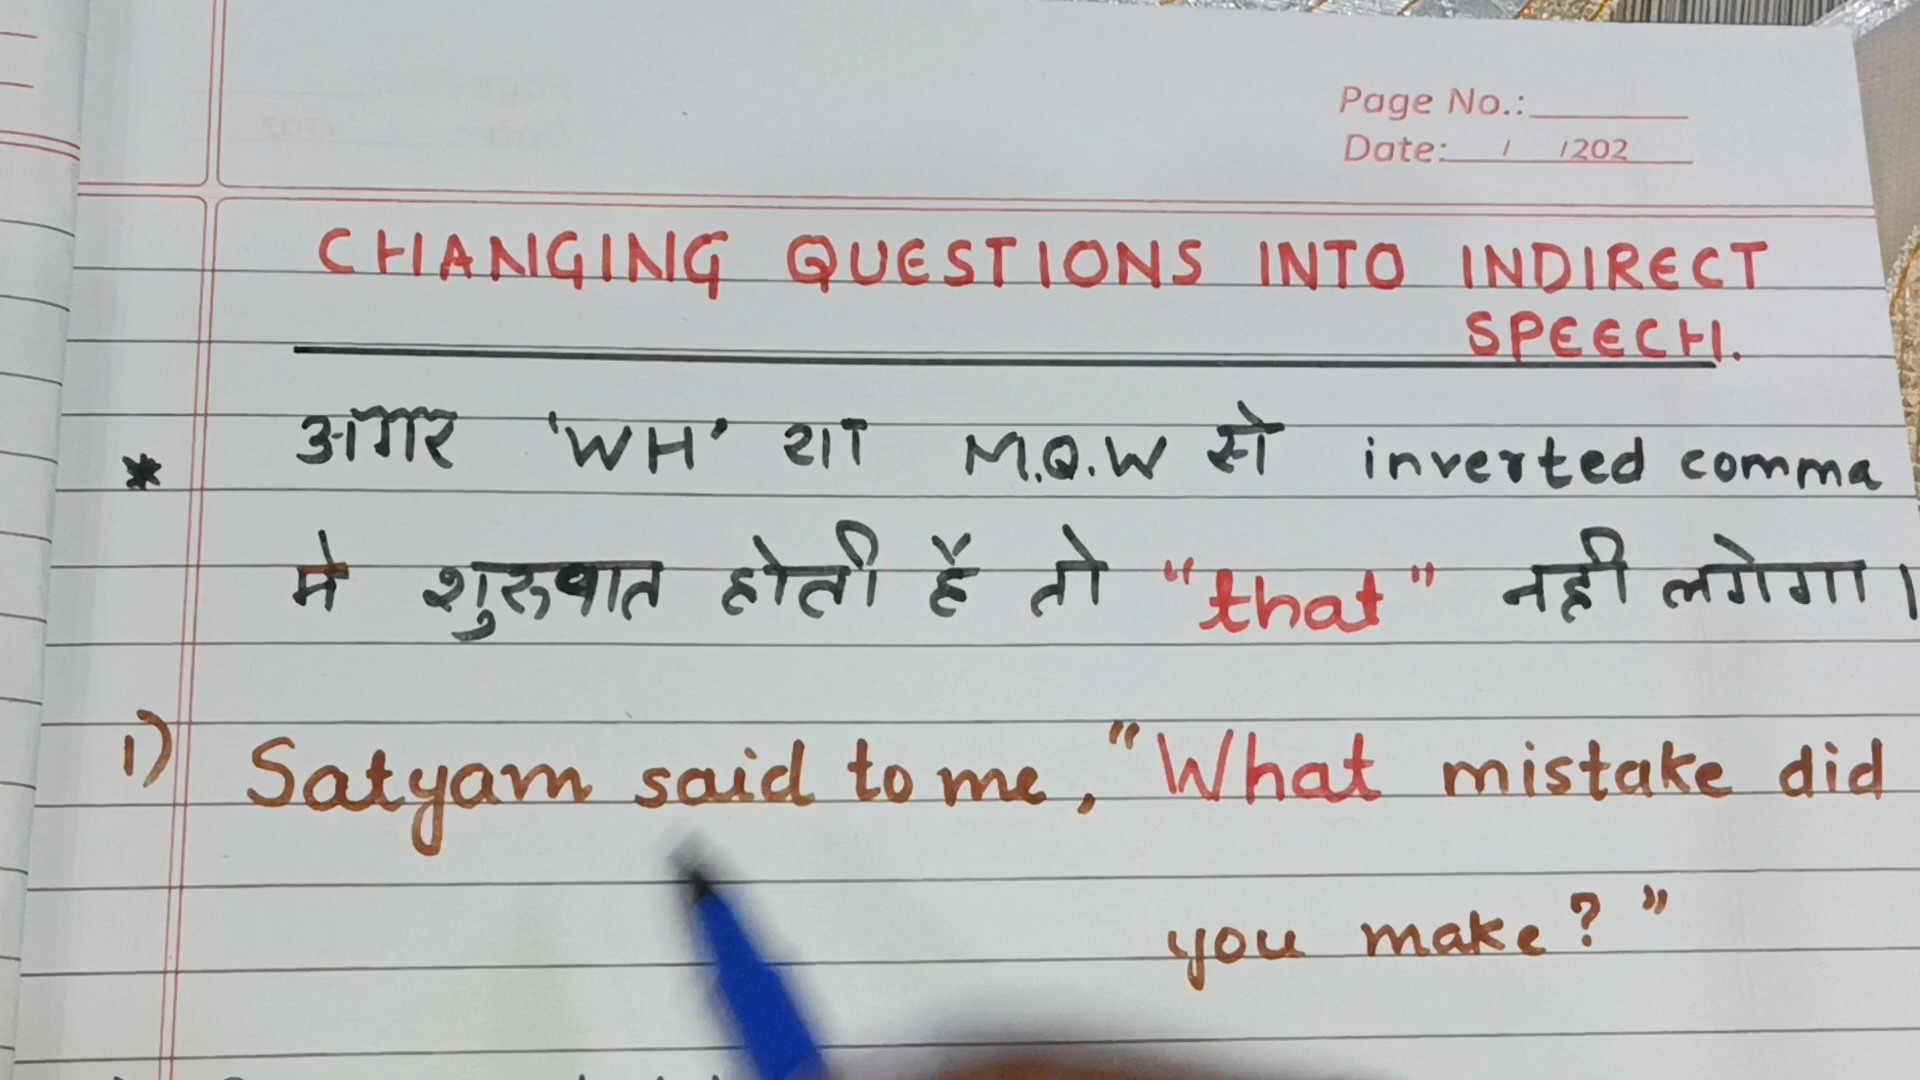 Page No.:
Date: / /202
CHANGING QUESTIONS INTO INDIRECT
SPEECH.
* अगर 'WH' या M.Q.W से inverted comma
मे शुरुवात होती है तो "that" नही लगेगा।
1) Satyam said to me, "What mistake did
you make?"